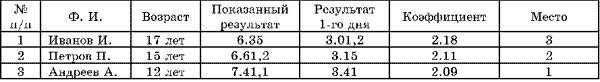 № п/п Ф. И. Возраст Показанный результат Результат 1-го дня Коэффициент Место
1 Иванов И. 17 лет 6.35 3.01,2 2.18 3
2 Петров П. 15 лет 6.61,2 3.15 2.11 2
3 Андреев А. 12 лет 7.41,1 3.41 2.09 1